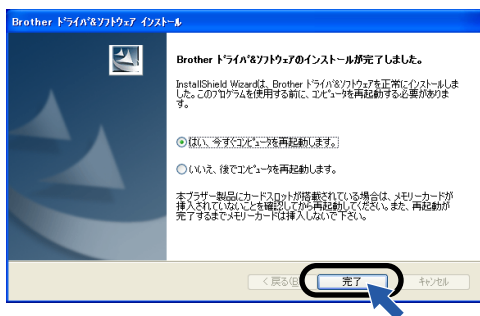 Brother ﾄﾞﾗｲﾊﾞ&ｿﾌﾄｳｪｱ ｲﾝｽﾄｰﾙ
Brother ﾄﾞﾗｲﾊﾞ&ｿﾌﾄｳｪｱのインストールが完了しました。
InstallShield Wizardは、Brother ﾄﾞﾗｲﾊﾞ&ｿﾌﾄｳｪｱを正常にｲﾝｽﾄｰﾙしま
した。このﾌﾟﾛｸﾞﾗﾑを使用する前に、ｺﾝﾋﾟｭｰﾀを再起動する必要がありま
す。
はい、今すぐｺﾝﾋﾟｭｰﾀを再起動します。
いいえ、後でｺﾝﾋﾟｭｰﾀを再起動します。
本ブラザー製品にカードスロットが搭載されている場合は、メモリーカードが
挿入されていないことを確認してから再起動してください。また、再起動が
完了するまでメモリーカードは挿入しないで下さい。
< 戻る(B)
完了
ｷｬﾝｾﾙ